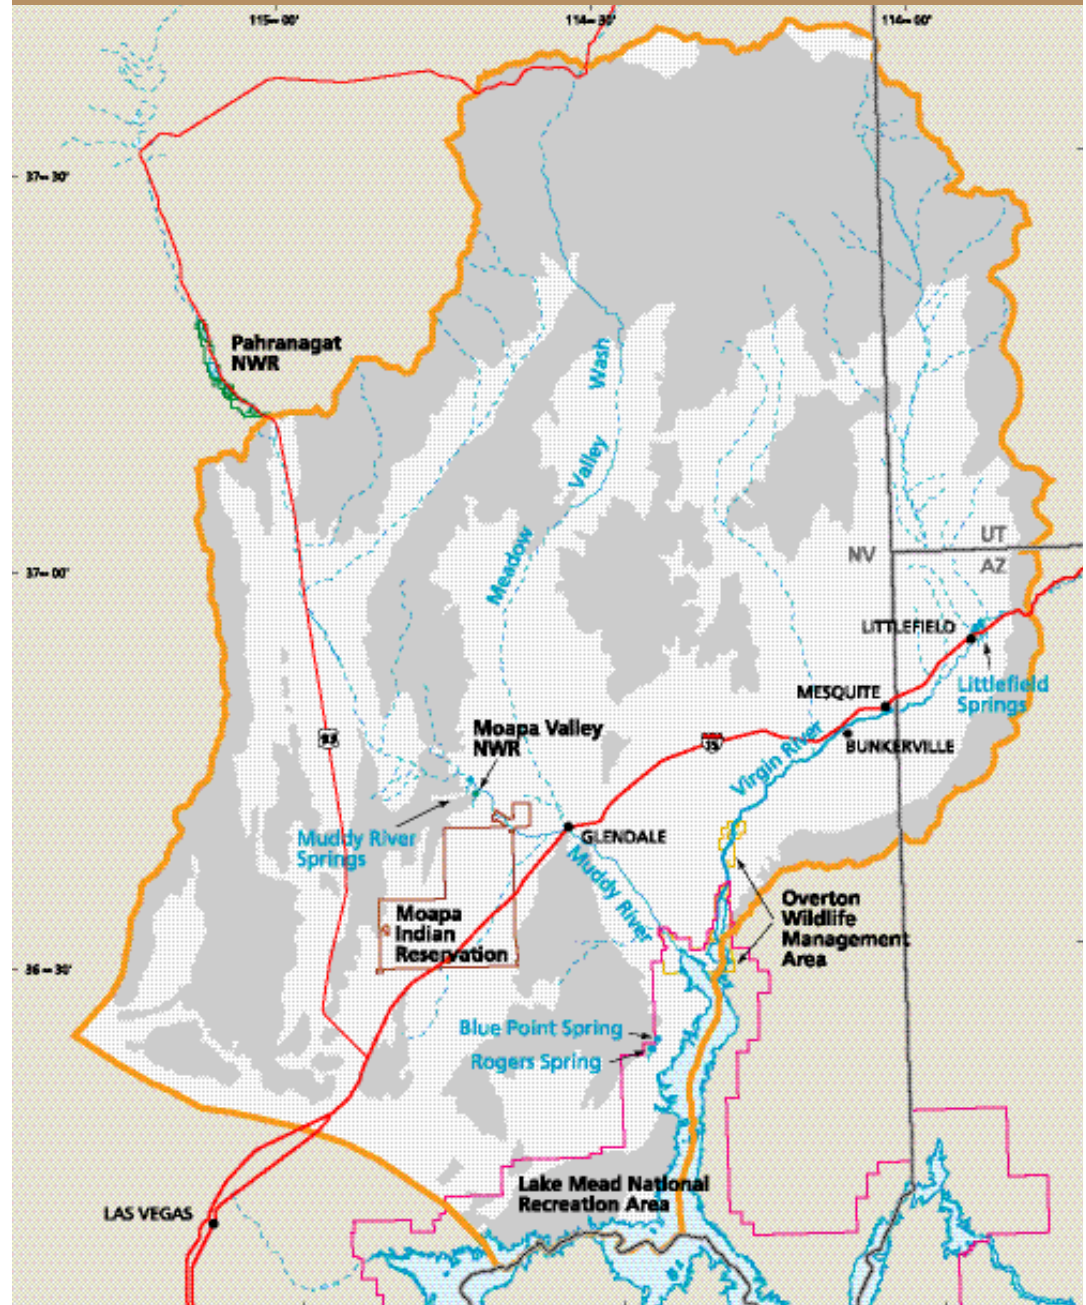 115— 00'
114— 30'
114— 00'
37— 30'
Pahranagat
NWR
Wash
Valley
Meadow
UT
NV
AZ
37— 00'
LITTLEFIELD
Littlefield
Springs
MESQUITE
BUNKERVILLE
Virgin River
Moapa Valley
NWR
93
15
Muddy River
Springs
GLENDALE
Muddy River
Moapa
Indian
Reservation
Overton
Wildlife
Management
Area
36— 30'
Blue Point Spring
Rogers Spring
Lake Mead National
Recreation Area
LAS VEGAS